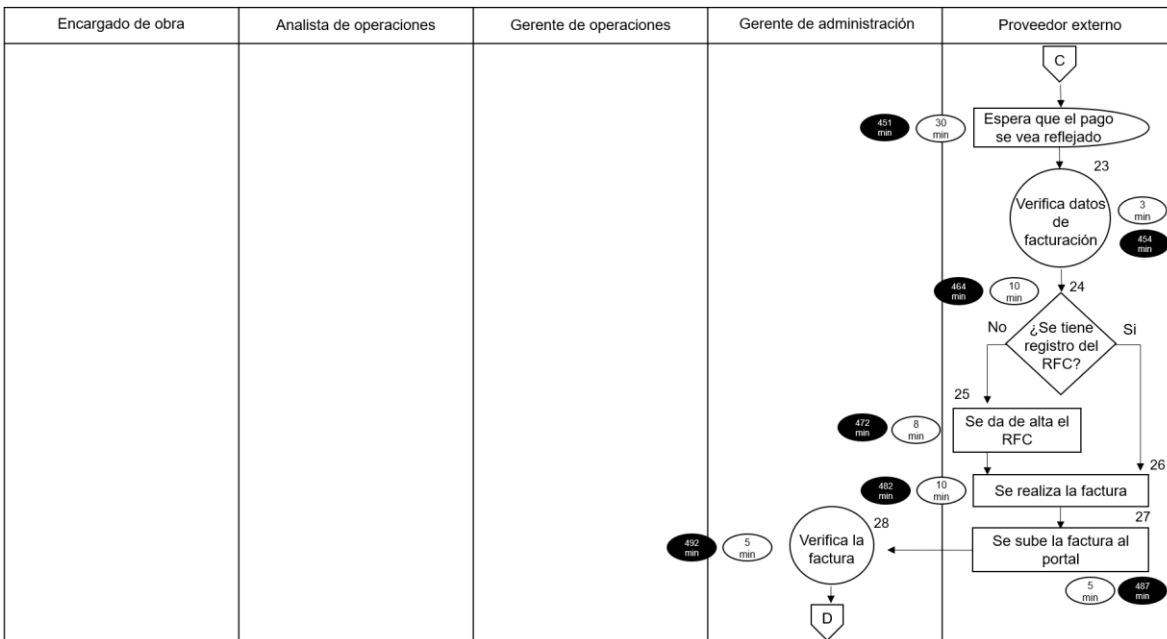 Encargado de obra
Analista de operaciones
Gerente de operaciones
Gerente de administración
Proveedor externo
C
Espera que el pago
se vea reflejado
451
min
30
min
23
Verifica datos
de
facturación
3
min
454
min
464
min
10
min
24
¿Se tiene
registro del
RFC?
No
Si
25
Se da de alta el
RFC
472
min
8
min
26
Se realiza la factura
482
min
10
min
27
Se sube la factura al
portal
5
min
487
min
28
Verifica la
factura
492
min
5
min
D